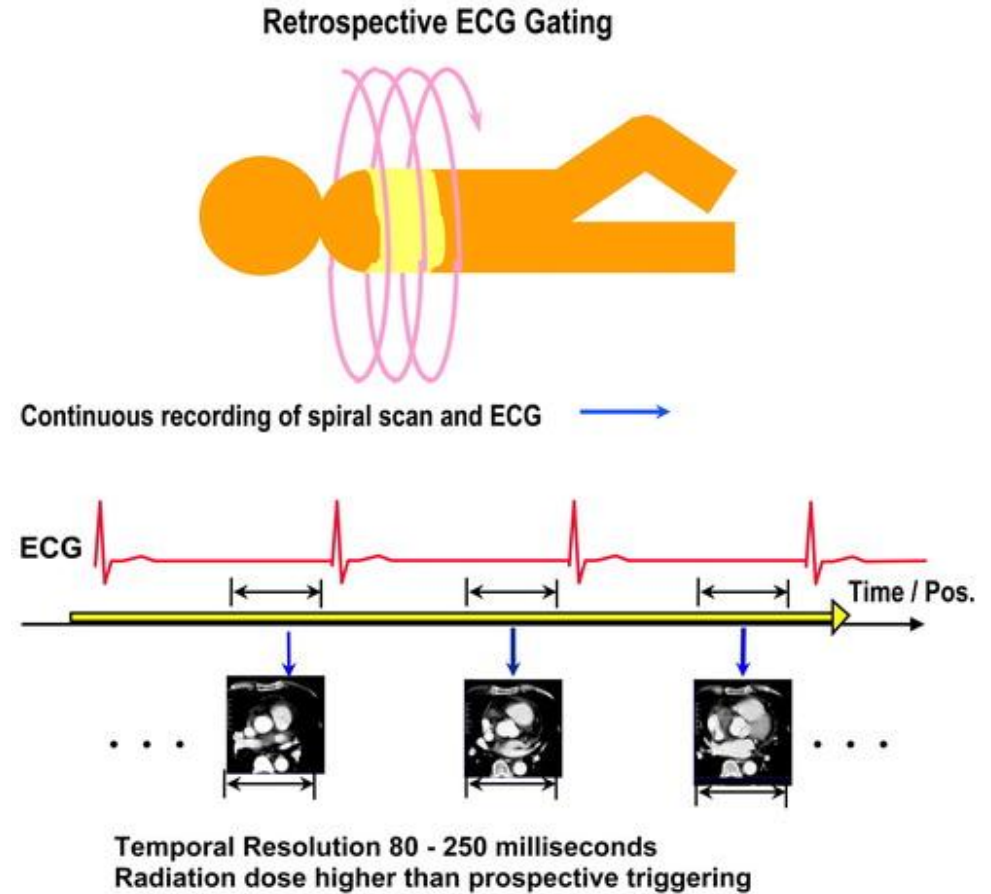 Retrospective ECG Gating
Continuous recording of spiral scan and ECG
ECG
Time / Pos.
. . .
. . .
Temporal Resolution 80 - 250 milliseconds
Radiation dose higher than prospective triggering